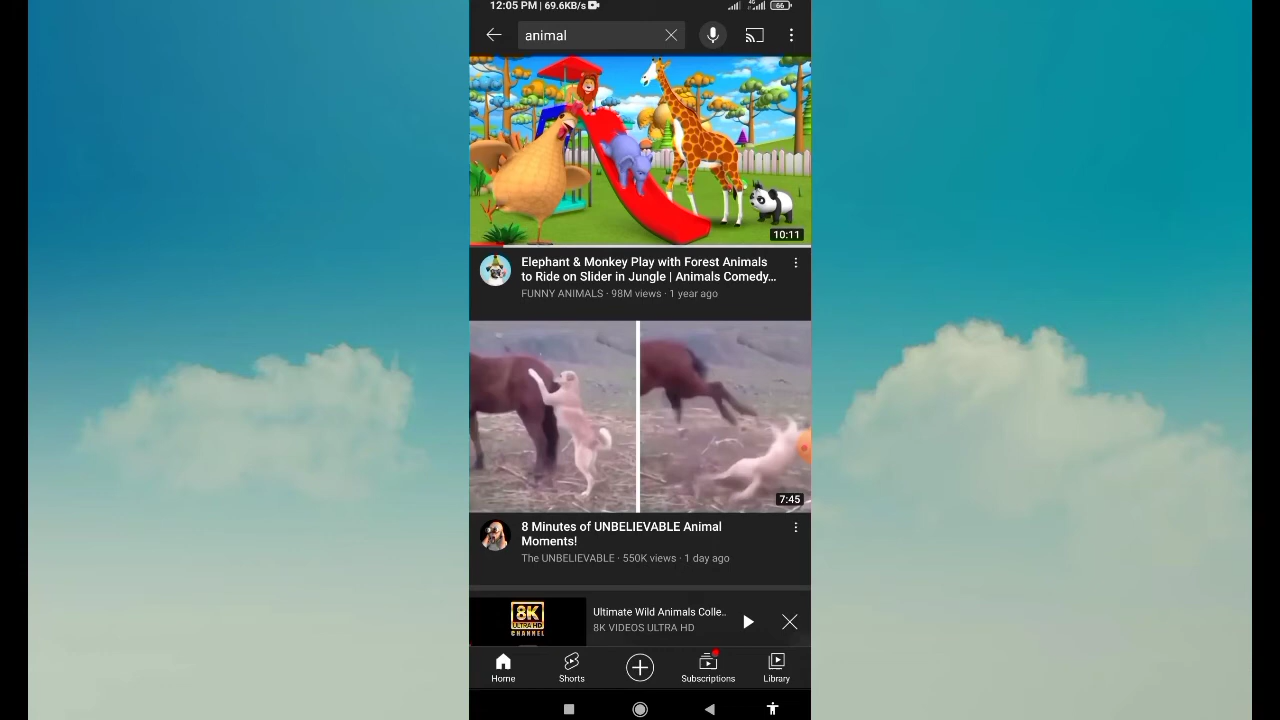 12:05 PM | 69.6KB/s
4G
66
animal
10:11
Elephant & Monkey Play with Forest Animals
to Ride on Slider in Jungle | Animals Comedy...
FUNNY ANIMALS · 98M views · 1 year ago
7:45
8 Minutes of UNBELIEVABLE Animal
Moments!
The UNBELIEVABLE · 550K views · 1 day ago
8K
ULTRA HD
CHANNEL
Ultimate Wild Animals Colle..
8K VIDEOS ULTRA HD
Home
Shorts
Subscriptions
Library